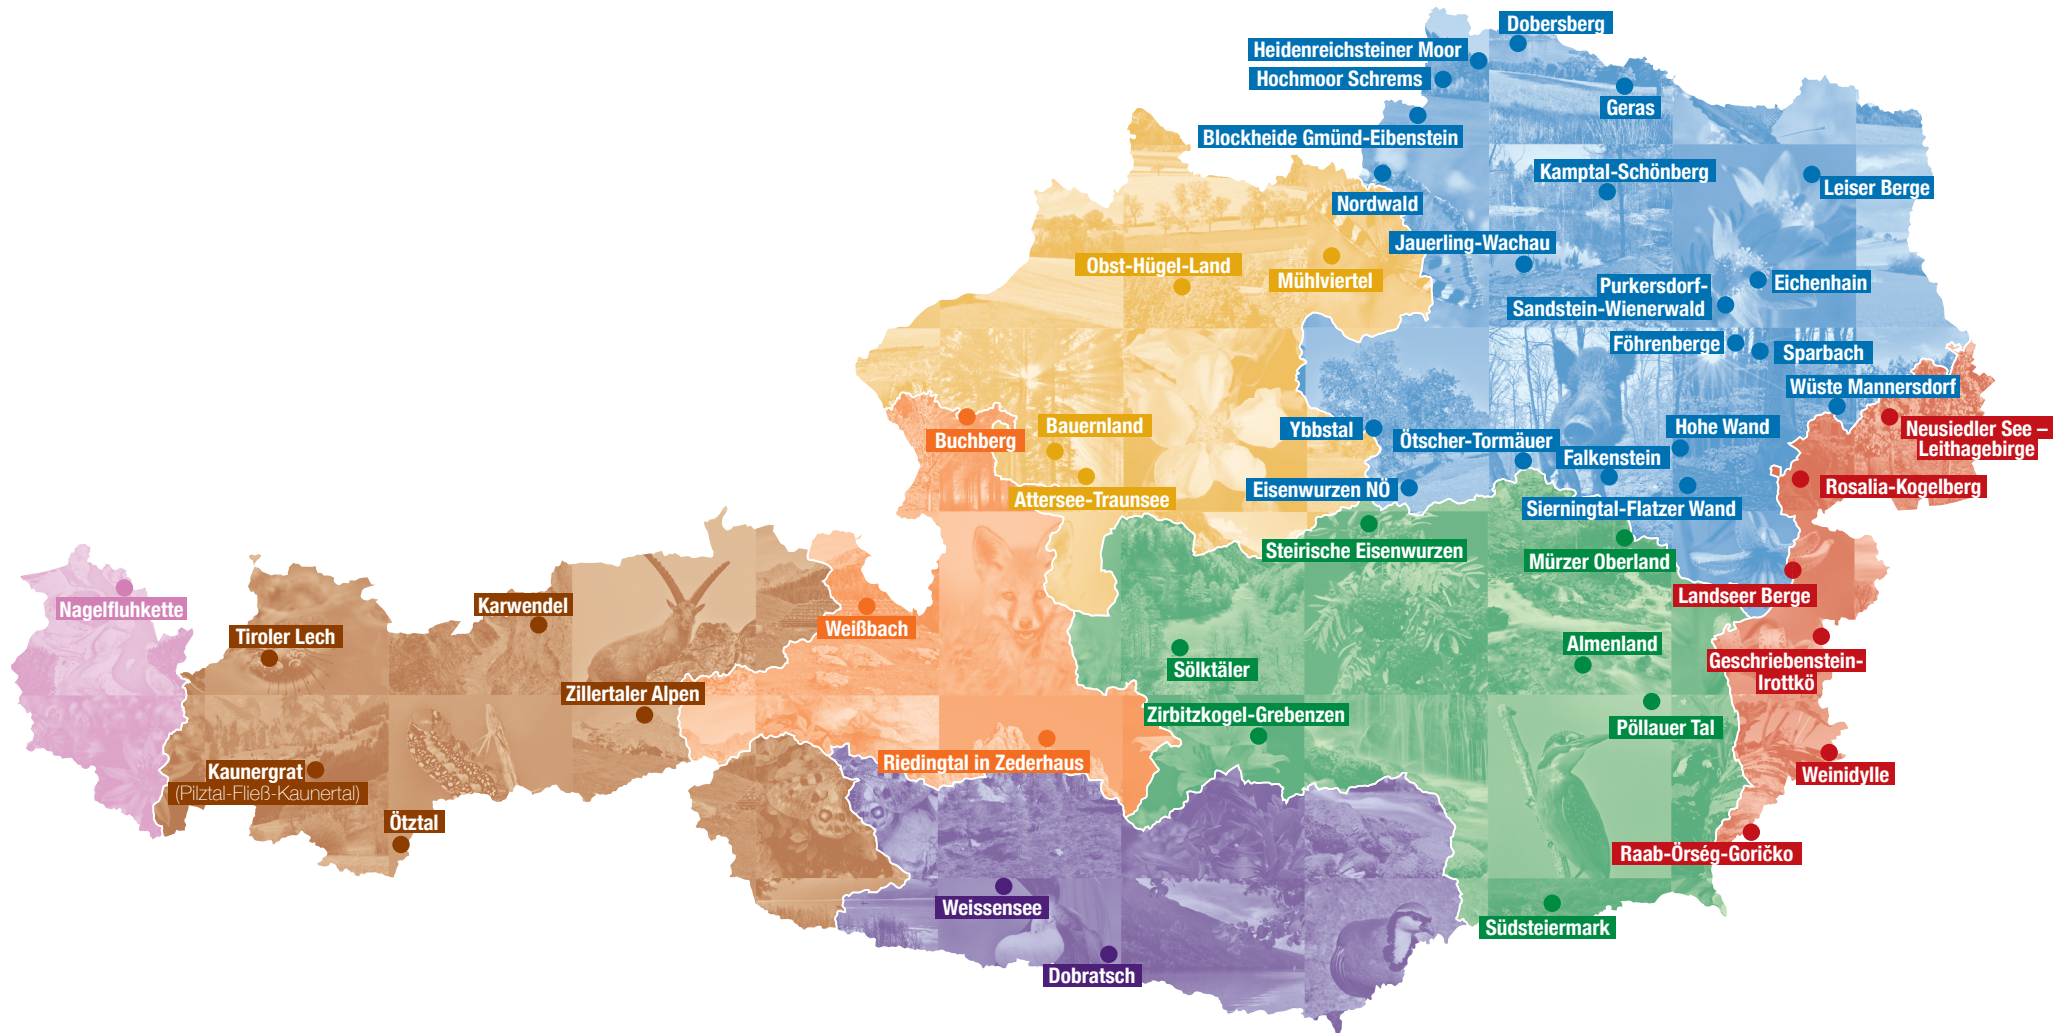 Dobersberg
Heidenreichsteiner Moor
Hochmoor Schrems
Geras
Blockheide Gmünd-Eibenstein
Kamptal-Schönberg
Leiser Berge
Nordwald
Jauerling-Wachau
Obst-Hügel-Land
Mühlviertel
Eichenhain
Purkersdorf-
Sandstein-Wienerwald
Föhrenberge
Sparbach
Wüste Mannersdorf
Buchberg
Bauernland
Ybbstal
Ötscher-Tormäuer
Hohe Wand
Neusiedler See –
Leithagebirge
Falkenstein
Attersee-Traunsee
Eisenwurzen NÖ
Rosalia-Kogelberg
Sierningtal-Flatzer Wand
Steirische Eisenwurzen
Mürzer Oberland
Nagelfluhkette
Karwendel
Landseer Berge
Tiroler Lech
Weißbach
Almenland
Sölktäler
Geschriebenstein-
Irottkö
Zillertaler Alpen
Zirbitzkogel-Grebenzen
Pöllauer Tal
Kaunergrat
(Pilztal-Fließ-Kaunertal)
Riedingtal in Zederhaus
Weinidylle
Ötztal
Raab-Örség-Goričko
Weissensee
Südsteiermark
Dobratsch